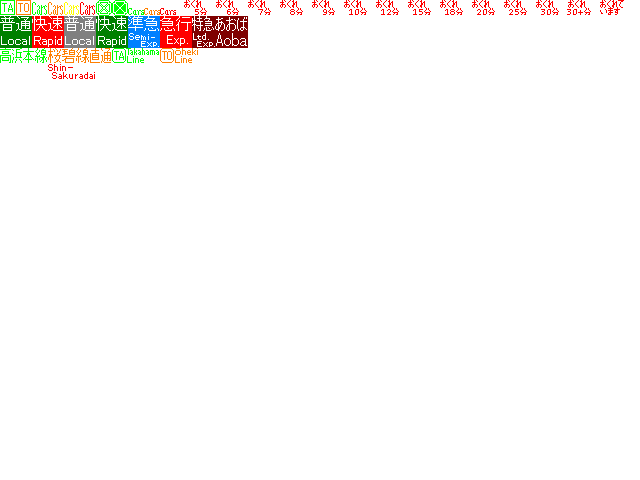 TA TO Cars Cars Cars Cars Cars Cars Cars おくれ おくれ おくれ おくれ おくれ おくれ おくれ おくれ おくれ おくれ おくれ おくれ おくれ おくれて
5分 6分 7分 8分 9分 10分 12分 15分 18分 20分 25分 30分 30+分 います
普通 快速 普通 快速 準急 急行 特急 あおば
Local Rapid Local Rapid Semi-Exp. Exp. Ltd.Exp. Aoba
高浜本線 桜碧線直通 TA Takahama Line TO Oheki Line
Shin-
Sakuradai